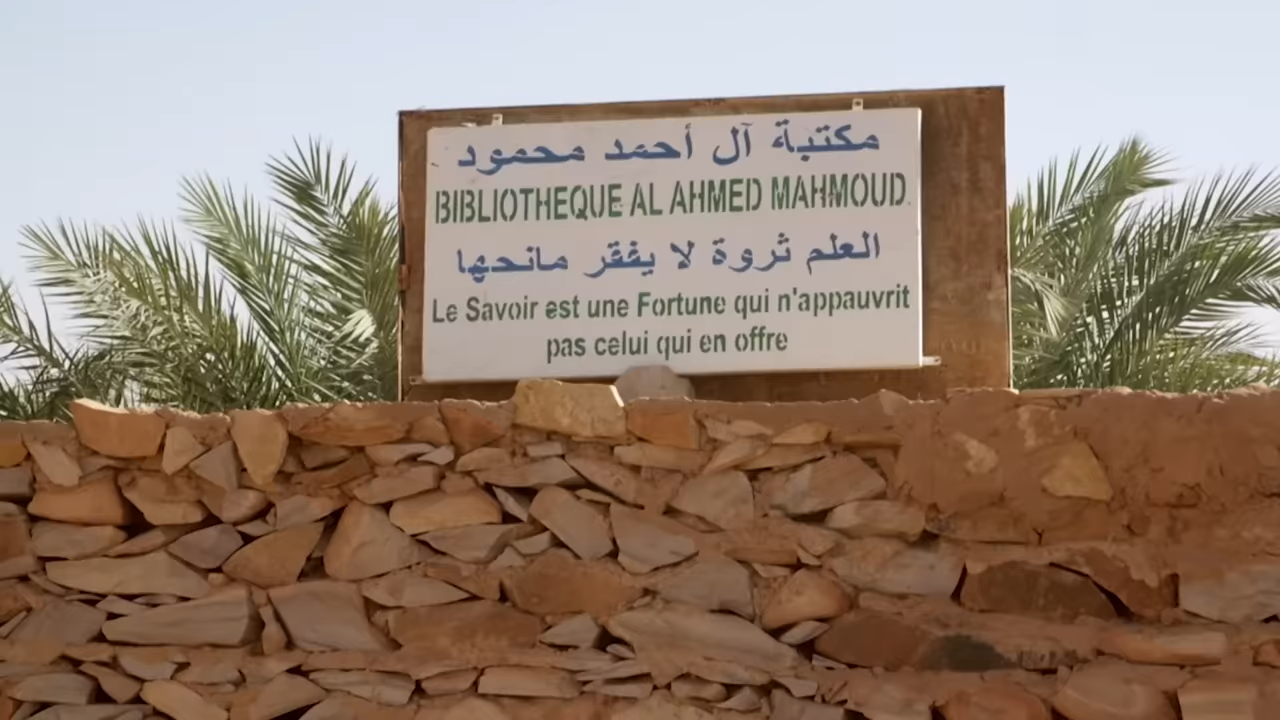 مكتبة آل أحمد محمود
BIBLIOTHEQUE AL AHMED MAHMOUD
العلم ثروة لا يفقر مانحها
Le Savoir est une Fortune qui n'appauvrit
pas celui qui en offre